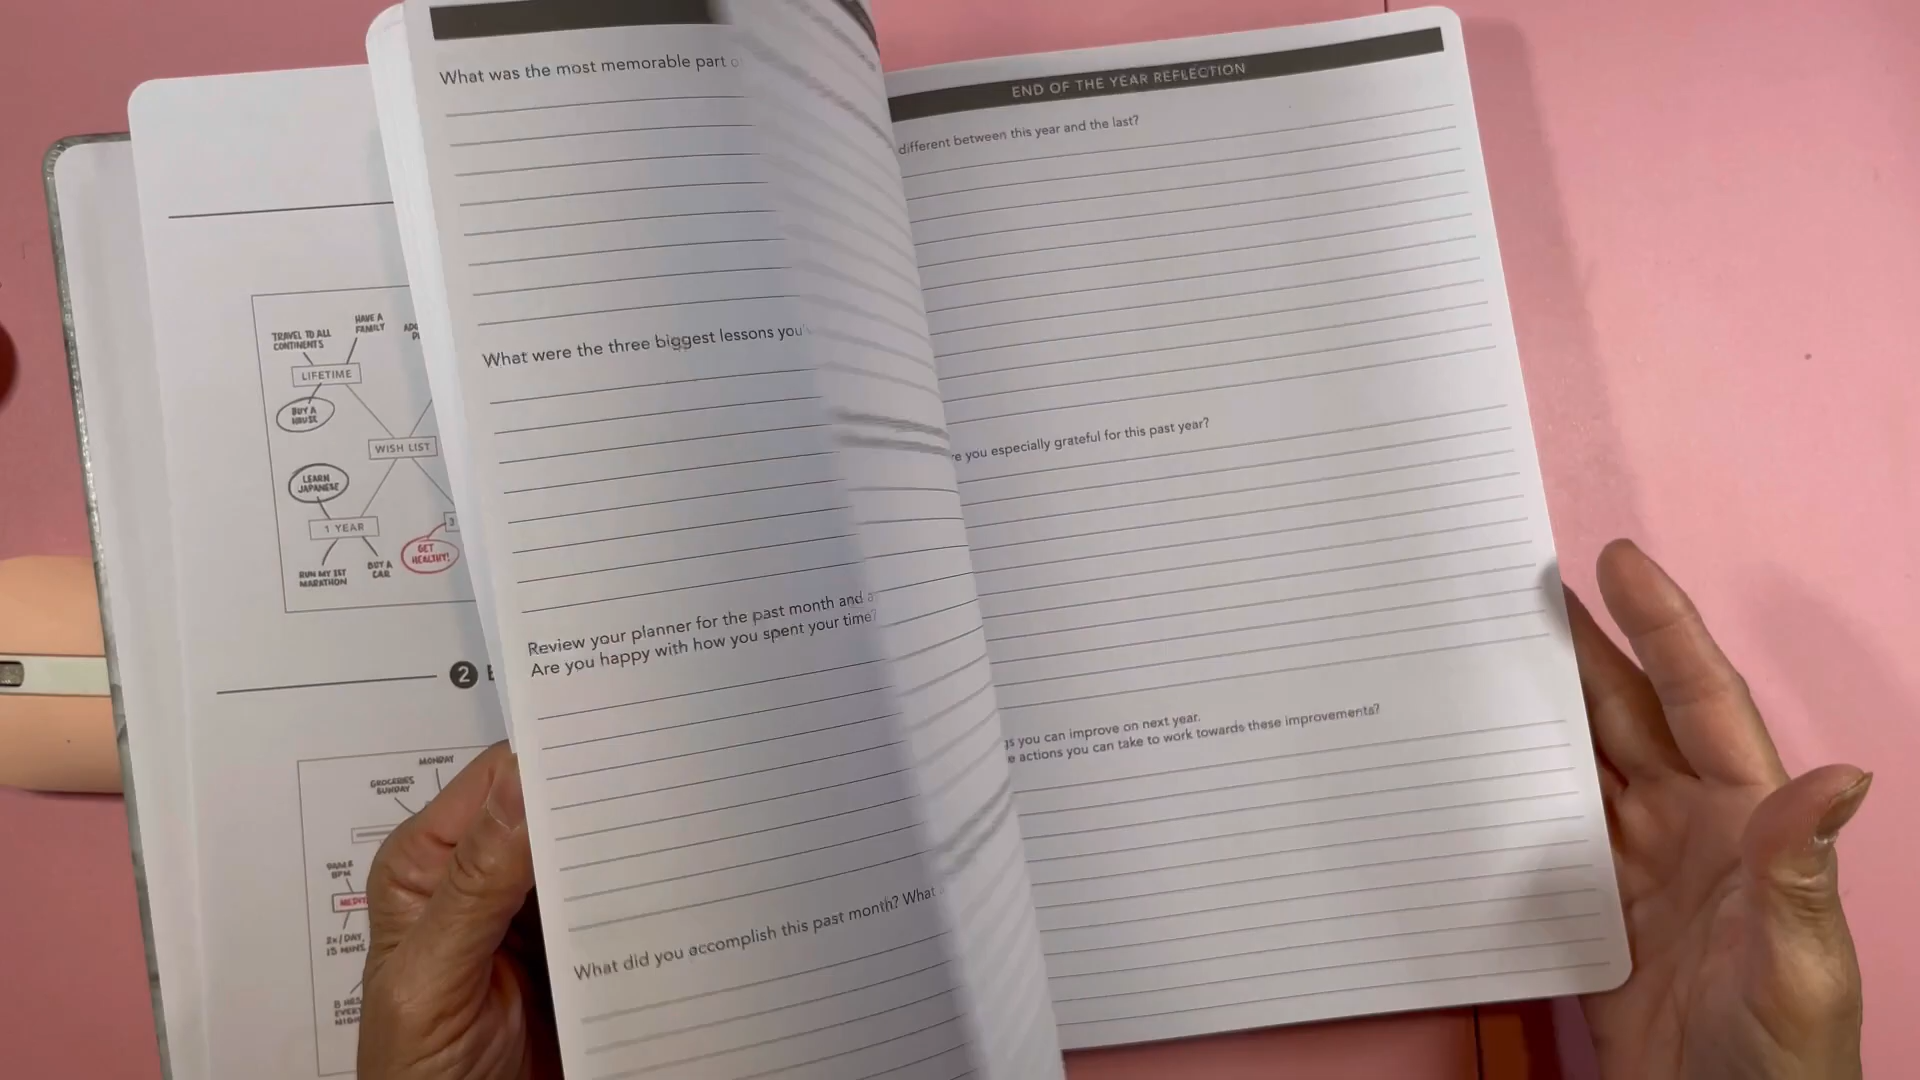 TRAVEL TO ALL
CONTINENTS
HAVE A
FAMILY
LIFETIME
BUY A
HOUSE
WISH LIST
LEARN
JAPANESE
1 YEAR
3
GET
HEALTHY!
RUN MY 1ST
MARATHON
BUY A
CAR
2
MONDAY
GROCERIES
SUNDAY
2x/DAY,
15 MINS
What was the most memorable part
What were the three biggest lessons
Review your planner for the past month and
Are you happy with how you spent your time?
What did you accomplish this past month? What
END OF THE YEAR REFLECTION
different between this year and the last?
you especially grateful for this past year?
you can improve on next year.
actions you can take to work towards these improvements?